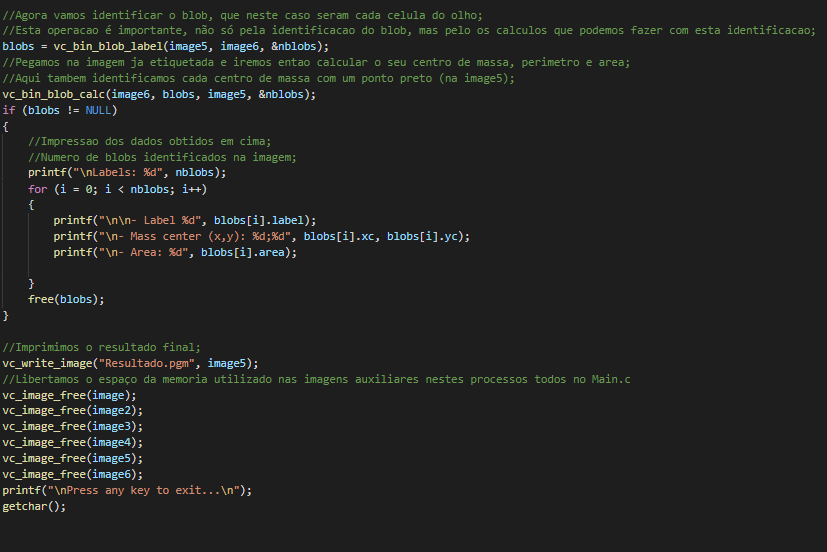 //Agora vamos identificar o blob, que neste caso seram cada celula do olho;
//Esta operacao é importante, não só pela identificacao do blob, mas pelo os calculos que podemos fazer com esta identificacao;
blobs = vc_bin_blob_label(image5, image6, &nblobs);
//Pegamos na imagem ja etiquetada e iremos entao calcular o seu centro de massa, perimetro e area;
//Aqui tambem identificamos cada centro de massa com um ponto preto (na image5);
vc_bin_blob_calc(image6, blobs, image5, &nblobs);
if (blobs != NULL)
{
    //Impressao dos dados obtidos em cima;
    //Numero de blobs identificados na imagem;
    printf("\nLabels: %d", nblobs);
    for (i = 0; i < nblobs; i++)
    {
        printf("\n\n- Label %d", blobs[i].label);
        printf("\n- Mass center (x,y): %d;%d", blobs[i].xc, blobs[i].yc);
        printf("\n- Area: %d", blobs[i].area);
    }
    free(blobs);
}
//Imprimimos o resultado final;
vc_write_image("Resultado.pgm", image5);
//Libertamos o espaço da memoria utilizado nas imagens auxiliares nestes processos todos no Main.c
vc_image_free(image);
vc_image_free(image2);
vc_image_free(image3);
vc_image_free(image4);
vc_image_free(image5);
vc_image_free(image6);
printf("\nPress any key to exit...\n");
getchar();